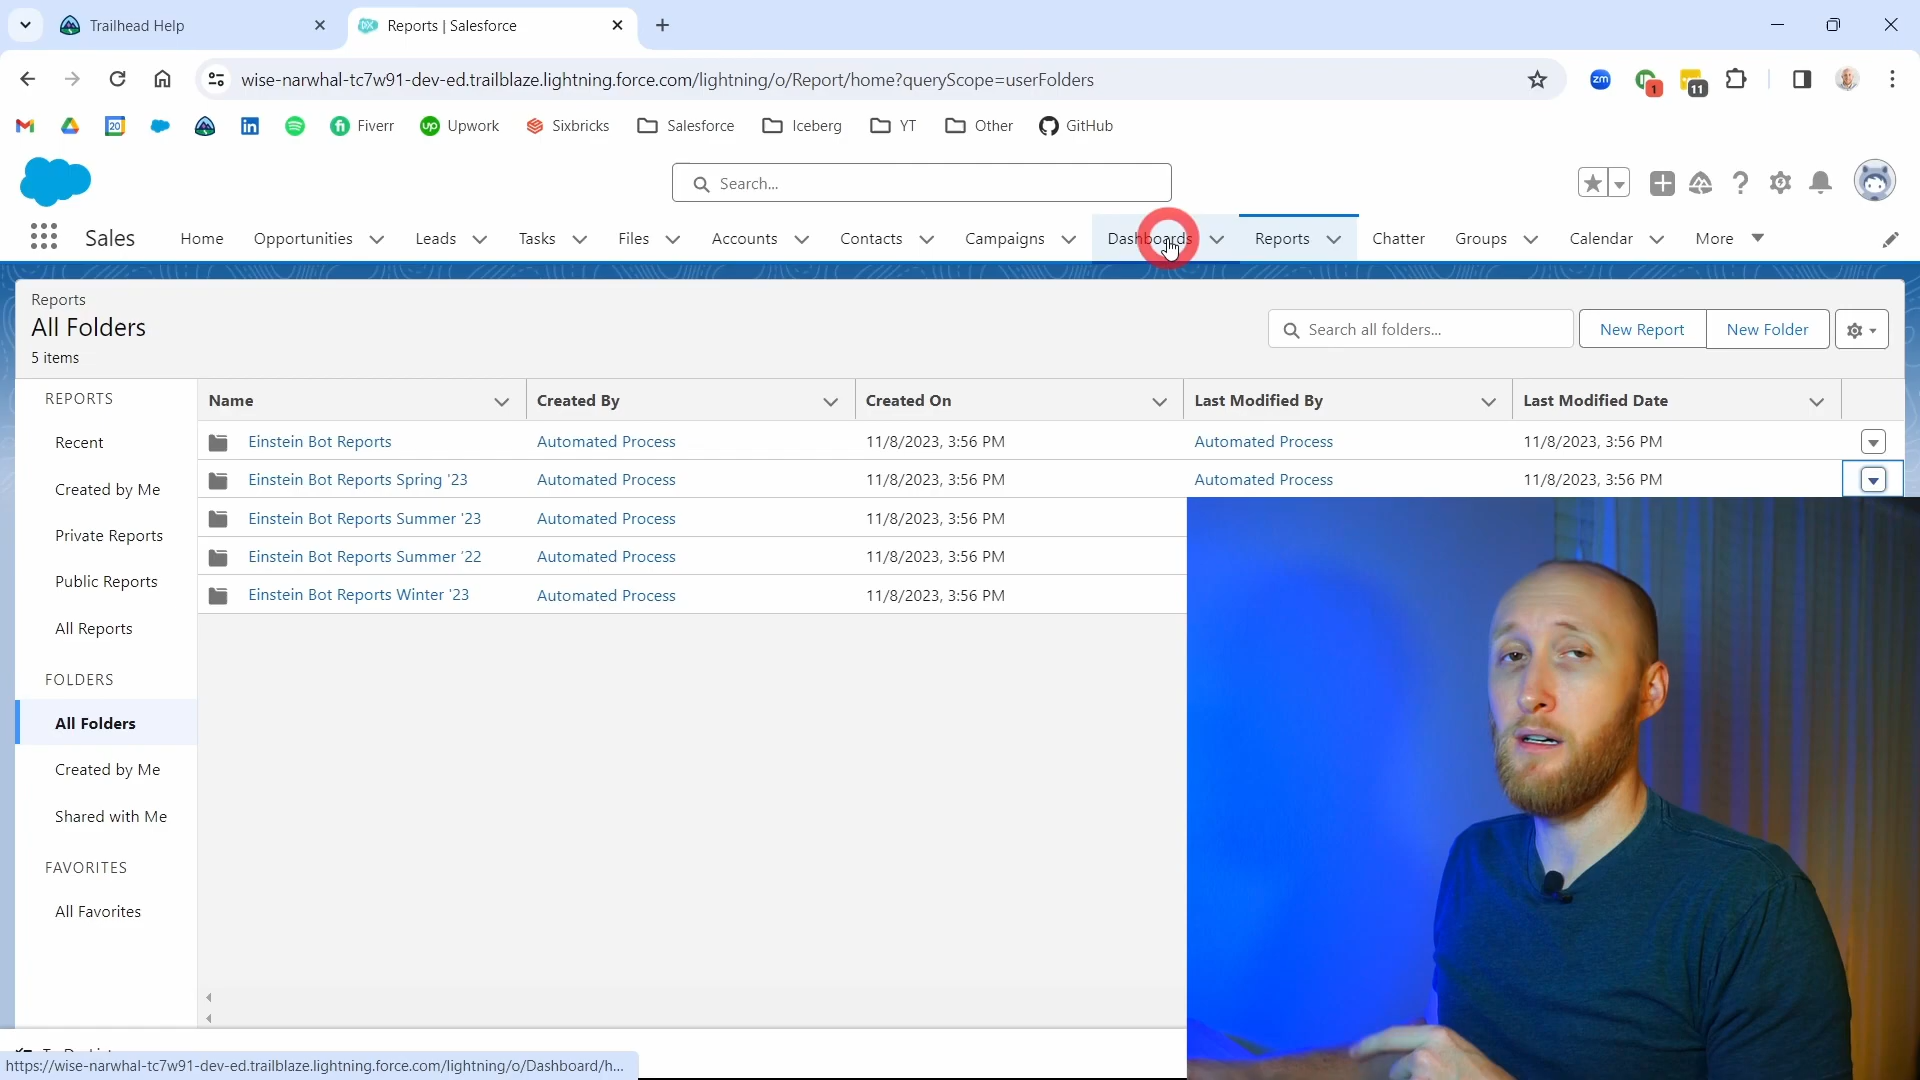 Trailhead Help
Reports | Salesforce
wise-narwhal-tc7w91-dev-ed.trailblaze.lightning.force.com/lightning/o/Report/home?queryScope=userFolders
zm
1
11
20
Fiverr
up
Upwork
Sixbricks
Salesforce
Iceberg
YT
Other
GitHub
Search...
Sales
Home
Opportunities
Leads
Tasks
Files
Accounts
Contacts
Campaigns
Dashboards
Reports
Chatter
Groups
Calendar
More
Reports
All Folders
5 items
Search all folders...
New Report
New Folder
REPORTS
Recent
Created by Me
Private Reports
Public Reports
All Reports
FOLDERS
All Folders
Created by Me
Shared with Me
FAVORITES
All Favorites
Name Created By Created On Last Modified By Last Modified Date
Einstein Bot Reports Automated Process 11/8/2023, 3:56 PM Automated Process 11/8/2023, 3:56 PM
Einstein Bot Reports Spring '23 Automated Process 11/8/2023, 3:56 PM Automated Process 11/8/2023, 3:56 PM
Einstein Bot Reports Summer '23 Automated Process 11/8/2023, 3:56 PM
Einstein Bot Reports Summer '22 Automated Process 11/8/2023, 3:56 PM
Einstein Bot Reports Winter '23 Automated Process 11/8/2023, 3:56 PM
https://wise-narwhal-tc7w91-dev-ed.trailblaze.lightning.force.com/lightning/o/Dashboard/h...